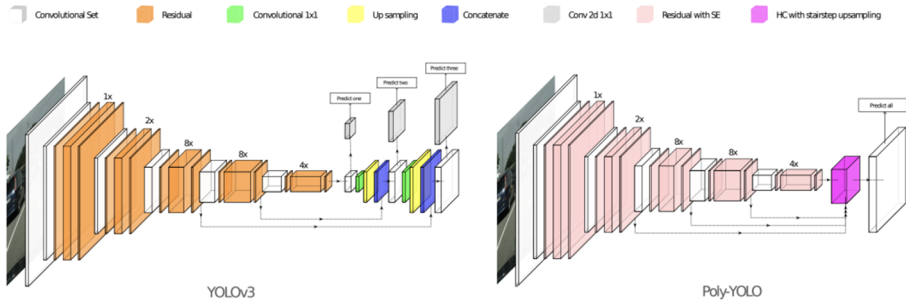 Convolutional Set Residual Convolutional 1x1 Up sampling Concatenate Conv 2d 1x1 Residual with SE HC with stairstep upsampling
Predict three
Predict two
Predict one
1x
2x
8x
8x
4x
YOLOv3
Predict all
1x
2x
8x
8x
4x
Poly-YOLO